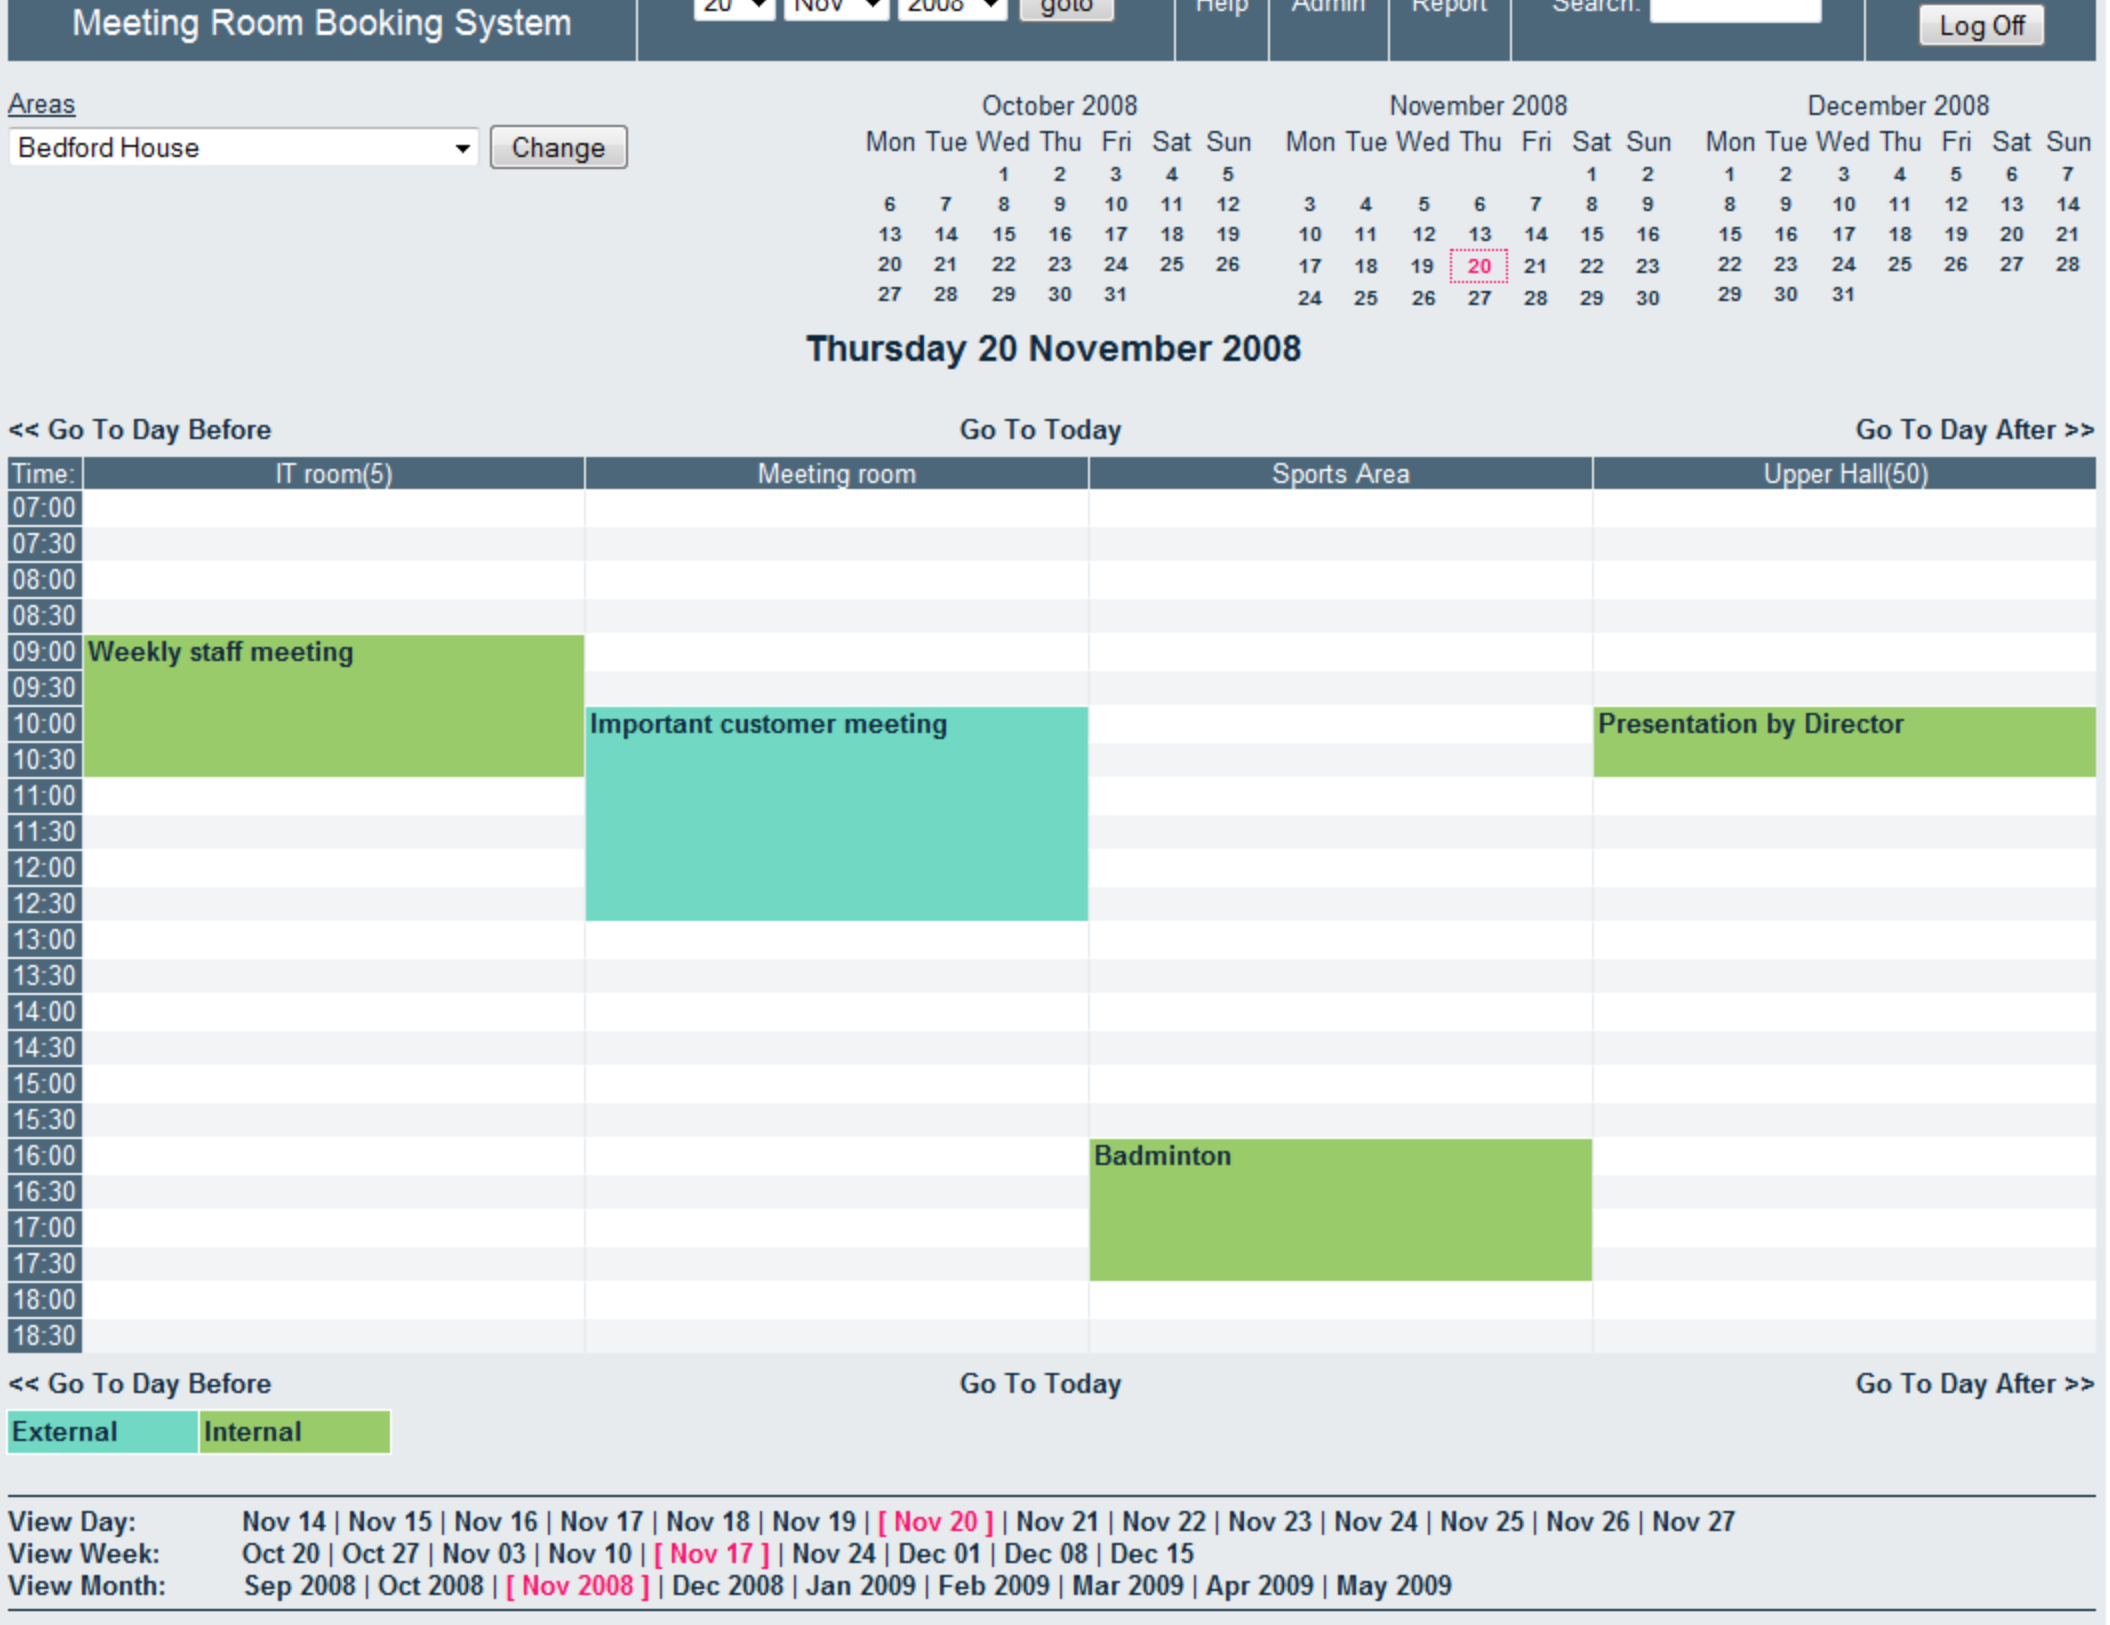 Meeting Room Booking System 20 Nov 2008 goto Help Admin Report Search: Log Off
Areas
Bedford House Change
October 2008
Mon Tue Wed Thu Fri Sat Sun
1 2 3 4 5
6 7 8 9 10 11 12
13 14 15 16 17 18 19
20 21 22 23 24 25 26
27 28 29 30 31
November 2008
Mon Tue Wed Thu Fri Sat Sun
1 2
3 4 5 6 7 8 9
10 11 12 13 14 15 16
17 18 19 20 21 22 23
24 25 26 27 28 29 30
December 2008
Mon Tue Wed Thu Fri Sat Sun
1 2 3 4 5 6 7
8 9 10 11 12 13 14
15 16 17 18 19 20 21
22 23 24 25 26 27 28
29 30 31
Thursday 20 November 2008
<< Go To Day Before Go To Today Go To Day After >>
Time: IT room(5) Meeting room Sports Area Upper Hall(50)
07:00
07:30
08:00
08:30
09:00 Weekly staff meeting
09:30
10:00 Important customer meeting Presentation by Director
10:30
11:00
11:30
12:00
12:30
13:00
13:30
14:00
14:30
15:00
15:30
16:00 Badminton
16:30
17:00
17:30
18:00
18:30
<< Go To Day Before Go To Today Go To Day After >>
External Internal
View Day: Nov 14 | Nov 15 | Nov 16 | Nov 17 | Nov 18 | Nov 19 | [ Nov 20 ] | Nov 21 | Nov 22 | Nov 23 | Nov 24 | Nov 25 | Nov 26 | Nov 27
View Week: Oct 20 | Oct 27 | Nov 03 | Nov 10 | [ Nov 17 ] | Nov 24 | Dec 01 | Dec 08 | Dec 15
View Month: Sep 2008 | Oct 2008 | [ Nov 2008 ] | Dec 2008 | Jan 2009 | Feb 2009 | Mar 2009 | Apr 2009 | May 2009